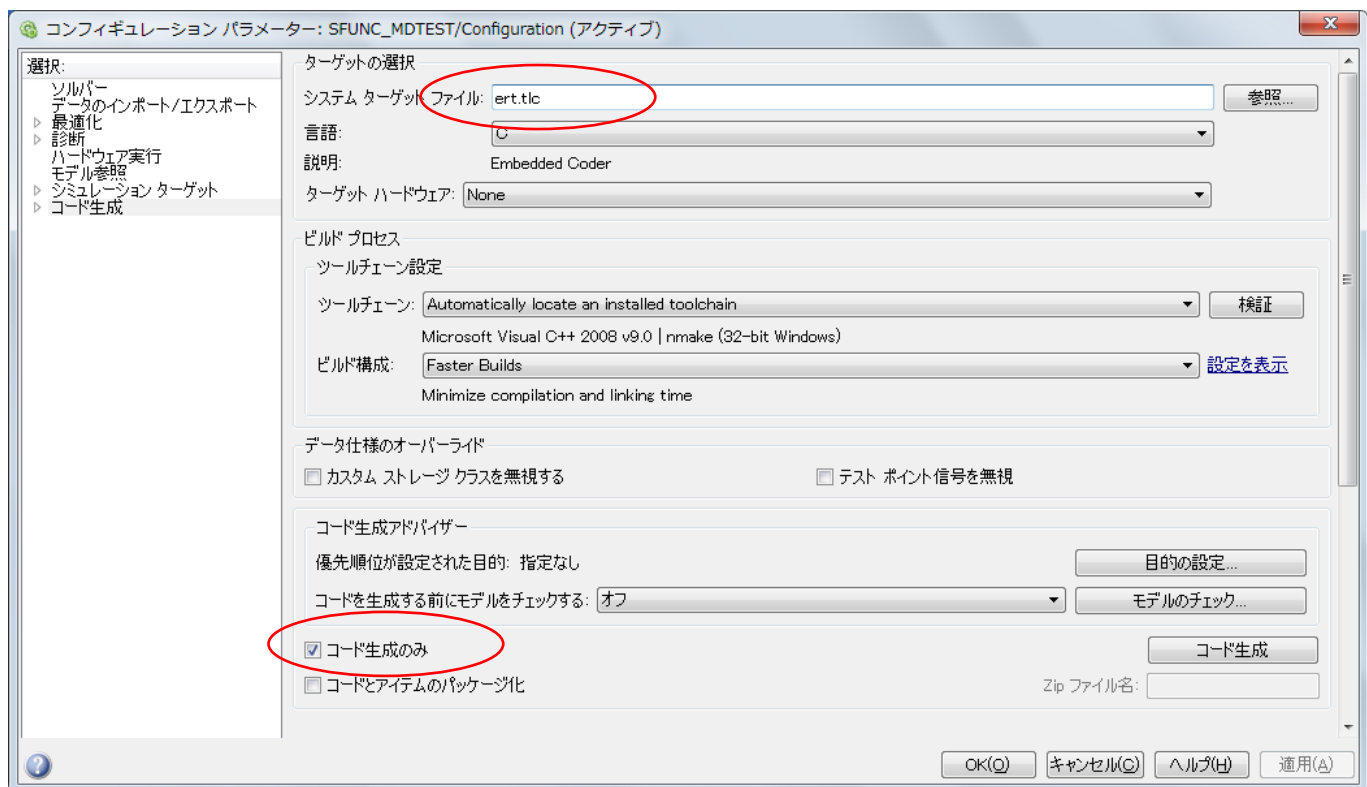 コンフィギュレーション パラメーター: SFUNC_MDTEST/Configuration (アクティブ)
選択:
ソルバー
データのインポート/エクスポート
最適化
診断
ハードウェア実行
モデル参照
シミュレーション ターゲット
コード生成
ターゲットの選択
システム ターゲット ファイル: ert.tlc 参照...
言語: C
説明: Embedded Coder
ターゲット ハードウェア: None
ビルド プロセス
ツールチェーン設定
ツールチェーン: Automatically locate an installed toolchain 検証
Microsoft Visual C++ 2008 v9.0 | nmake (32-bit Windows)
ビルド構成: Faster Builds 設定を表示
Minimize compilation and linking time
データ仕様のオーバーライド
カスタム ストレージ クラスを無視する テスト ポイント信号を無視
コード生成アドバイザー
優先順位が設定された目的: 指定なし 目的の設定...
コードを生成する前にモデルをチェックする: オフ モデルのチェック...
コード生成のみ コード生成
コードとアイテムのパッケージ化 Zip ファイル名:
OK(O) キャンセル(C) ヘルプ(H) 適用(A)